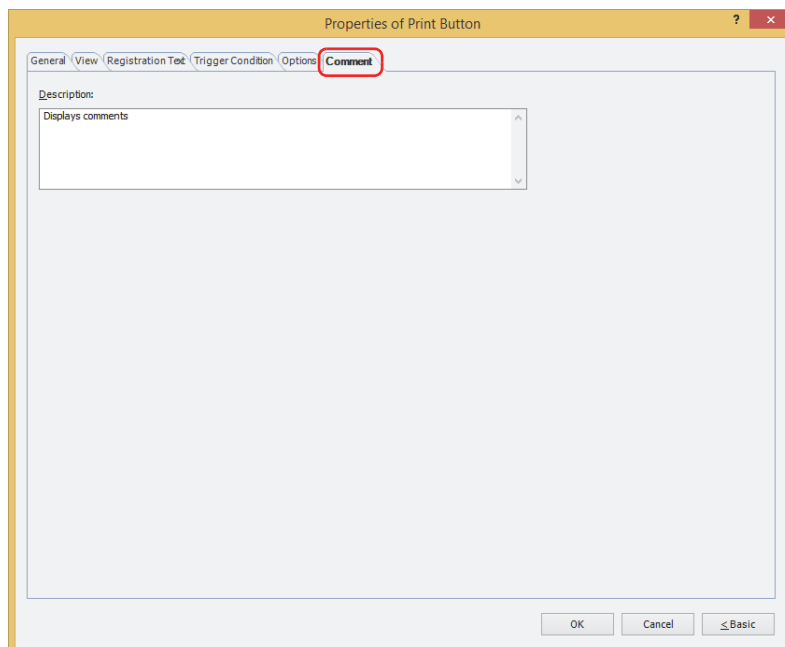 Properties of Print Button
? ×
General View Registration Text Trigger Condition Options Comment
Description:
Displays comments
OK Cancel < Basic